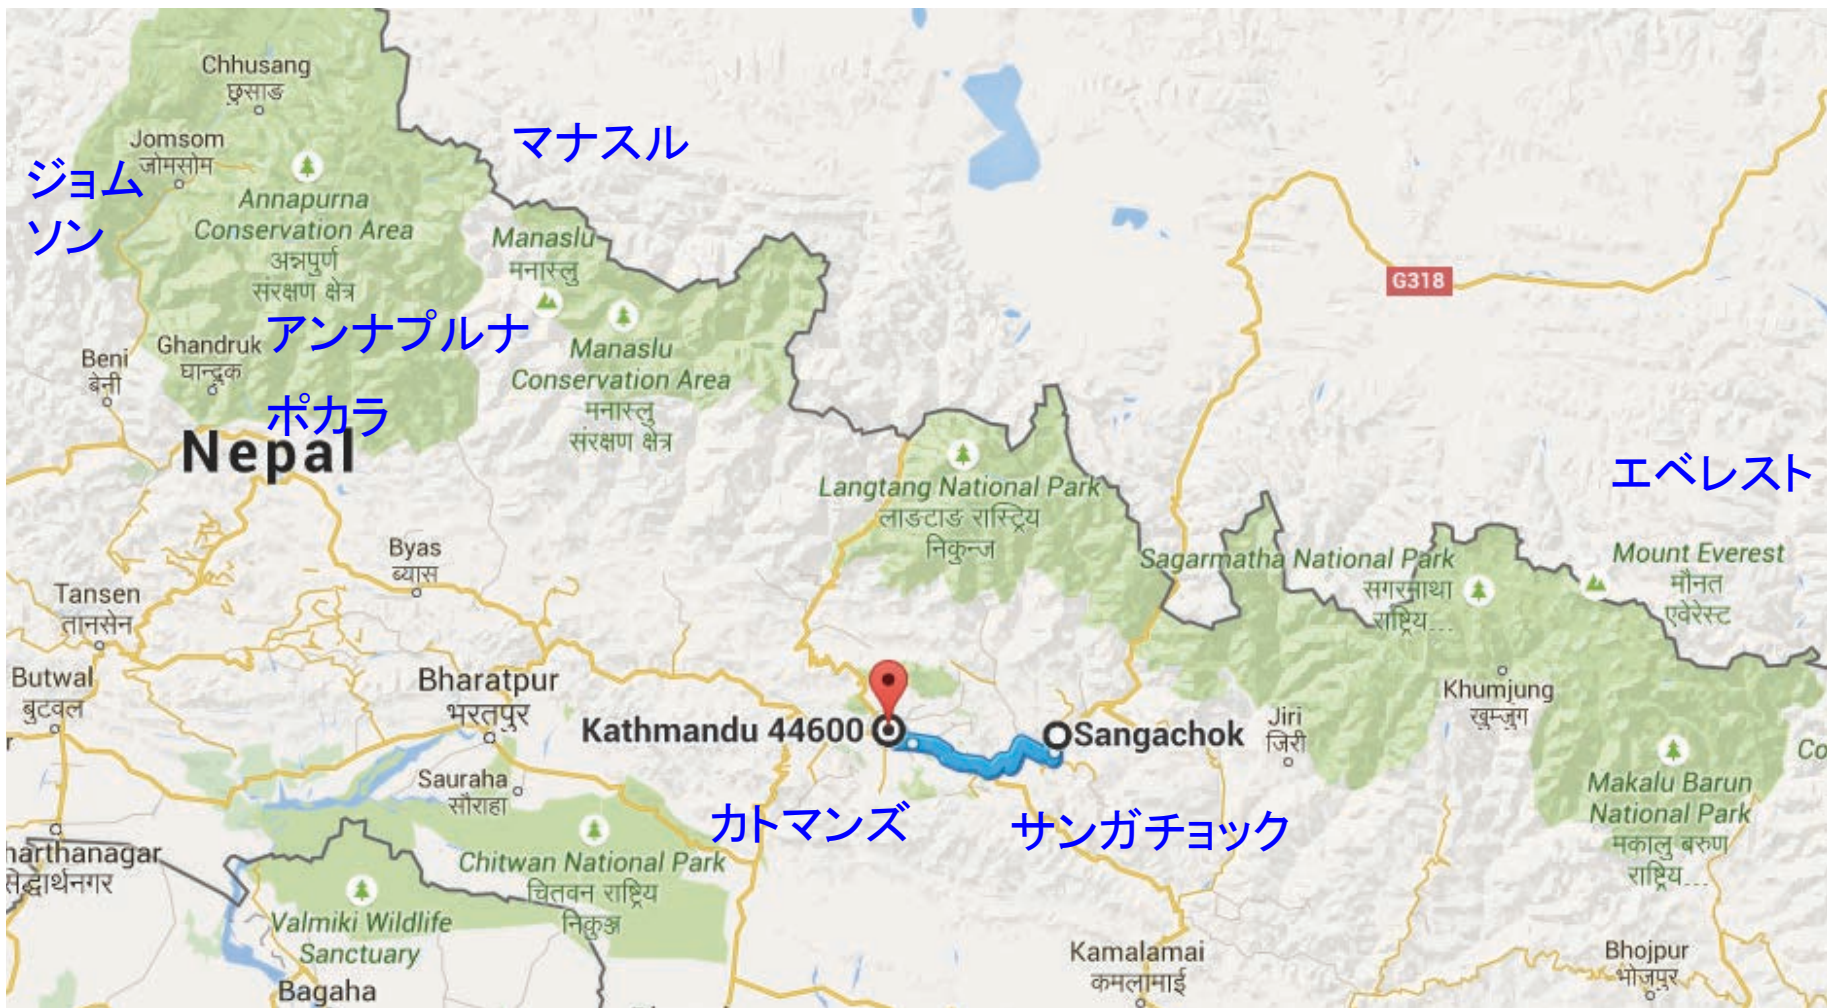 Chhusang
छुसाङ
Jomsom
जोमसोम
ジョム
ソン
マナスル
Annapurna
Conservation Area
अन्नपुर्ण
संरक्षण क्षेत्र
Manaslu
मनास्लु
G318
アンナプルナ
Ghandruk
घान्द्रुक
Beni
बेनी
Manaslu
Conservation Area
मनास्लु
संरक्षण क्षेत्र
ポカラ
Nepal
エベレスト
Langtang National Park
लाङटाङ रास्ट्रिय
निकुन्ज
Byas
ब्यास
Sagarmatha National Park
सगरमाथा
राष्ट्रिय...
Mount Everest
मौनत
एवेरेस्ट
Tansen
तानसेन
Butwal
बुटवल
r
Bharatpur
भरतपुर
Kathmandu 44600
Sangachok
Khumjung
खुम्जुंग
Jiri
जिरी
Co
Sauraha
सौराहा
カトマンズ
サンガチョック
Makalu Barun
National Park
मकालु बरुण
राष्ट्रिय...
harthanagar
सिद्धार्थनगर
Chitwan National Park
चितवन राष्ट्रिय
निकुञ्ज
Valmiki Wildlife
Sanctuary
Kamalamai
कमलामाई
Bhojpur
भोजपुर
Bagaha